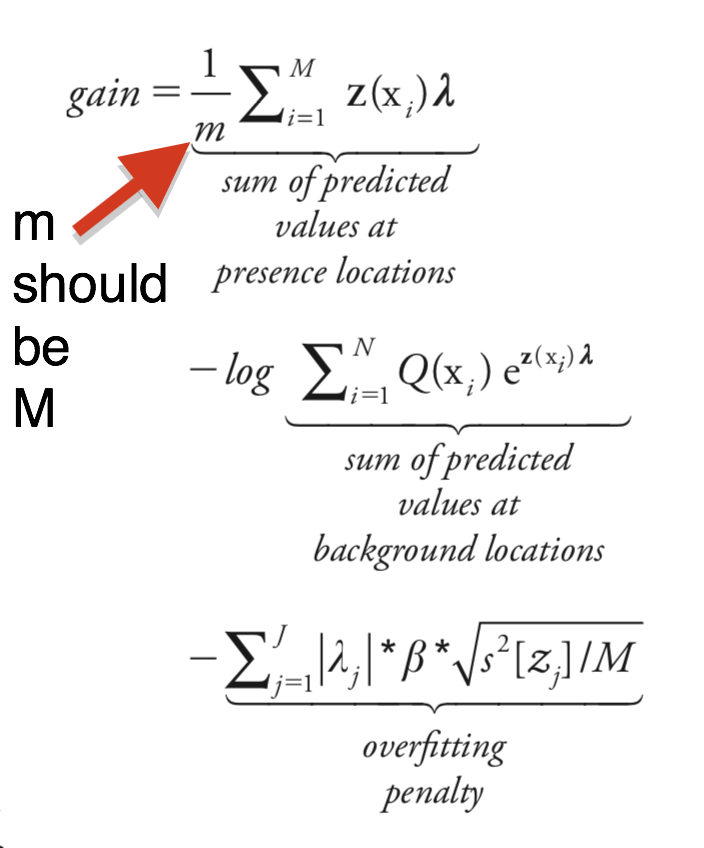 gain = 1/m ∑_{i=1}^{M} z(x_i)λ
sum of predicted
values at
presence locations
m
should
be
M
− log ∑_{i=1}^{N} Q(x_i) e^{z(x_i)λ}
sum of predicted
values at
background locations
− ∑_{j=1}^{J} |λ_j| * β * √(s²[z_j]/M)
overfitting
penalty